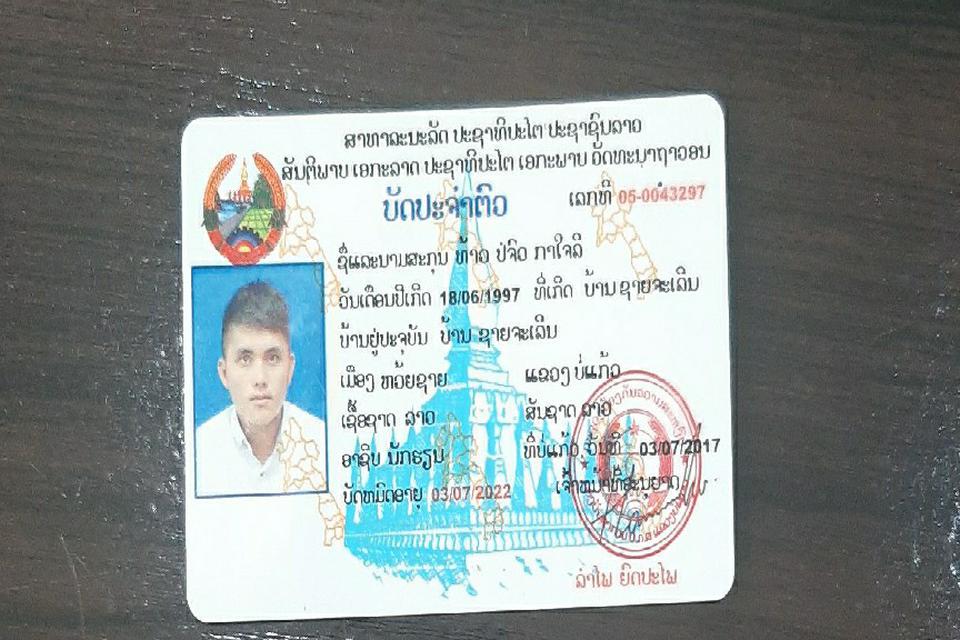 ສາທາລະນະລັດ ປະຊາທິປະໄຕ ປະຊາຊົນລາວ
ສັນຕິພາບ ເອກະລາດ ປະຊາທິປະໄຕ ເອກະພາບ ວັດທະນາຖາວອນ
ບັດປະຈຳຕົວ ເລກທີ 05-0043297
ຊື່ແລະນາມສະກຸນ ທ້າວ ປ່ຈົວ ກາໃຈລີ
ວັນເດືອນປີເກີດ 18/06/1997 ທີ່ເກີດ ບ້ານ ຊາຍຈະເລີນ
ບ້ານຢູ່ປະຈຸບັນ ບ້ານ ຊາຍຈະເລີນ
ເມືອງ ຫ້ວຍຊາຍ ແຂວງ ບໍ່ແກ້ວ
ເຊື້ອຊາດ ລາວ ສັນຊາດ ລາວ
ອາຊີບ ນັກຮຽນ ທີ່ບໍ່ແກ້ວ, ວັນທີ 03/07/2017
ບັດຫມົດອາຍຸ 03/07/2022 ເຈົ້າຫນ້າທີ່ສະນຍາດ
ລຳໄພ ຍົດປະໄພ